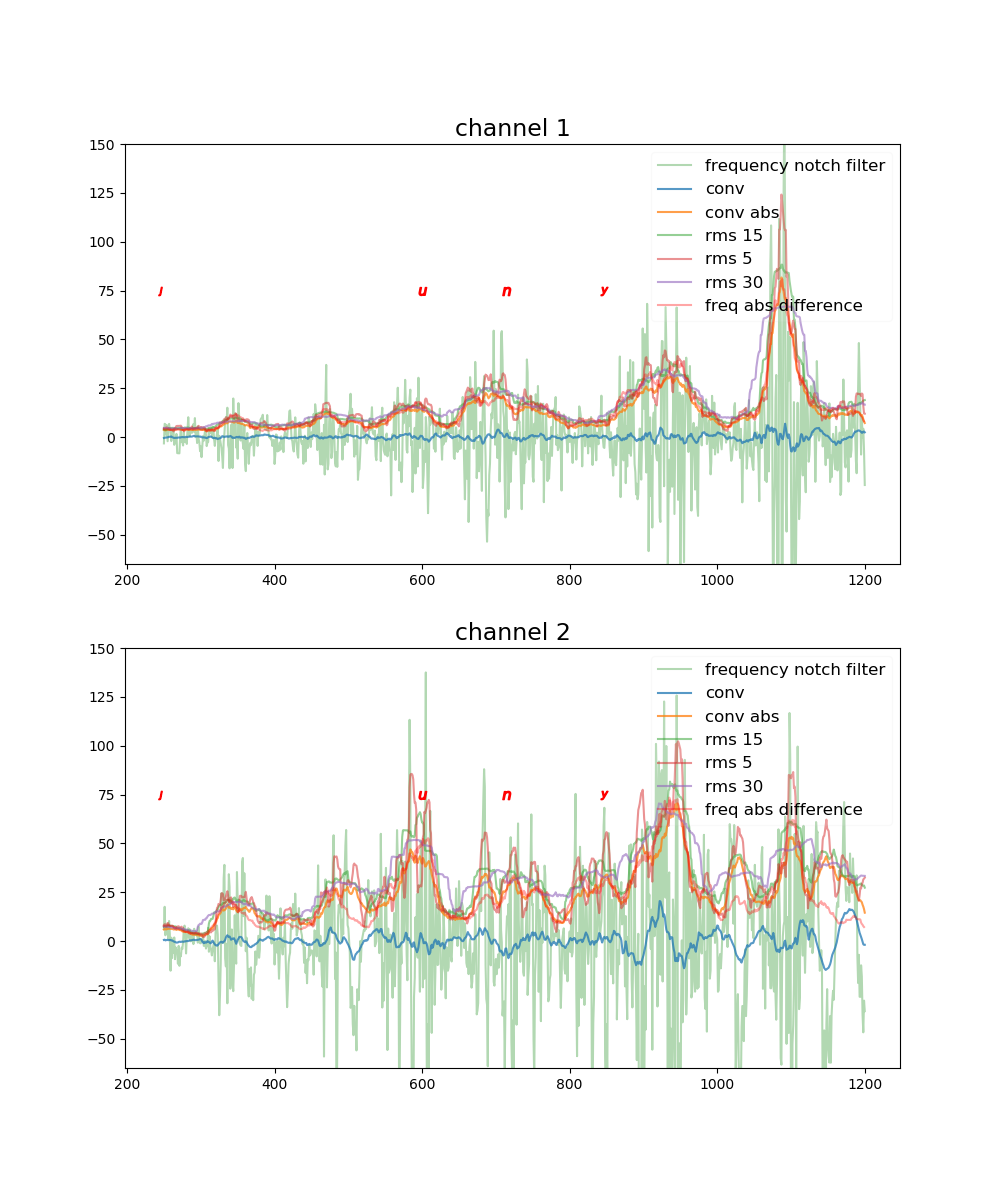 channel 1
150
125
100
75
50
25
0
−25
−50
frequency notch filter
conv
conv abs
rms 15
rms 5
rms 30
freq abs difference
J u n y
200 400 600 800 1000 1200
channel 2
150
125
100
75
50
25
0
−25
−50
frequency notch filter
conv
conv abs
rms 15
rms 5
rms 30
freq abs difference
J u n y
200 400 600 800 1000 1200